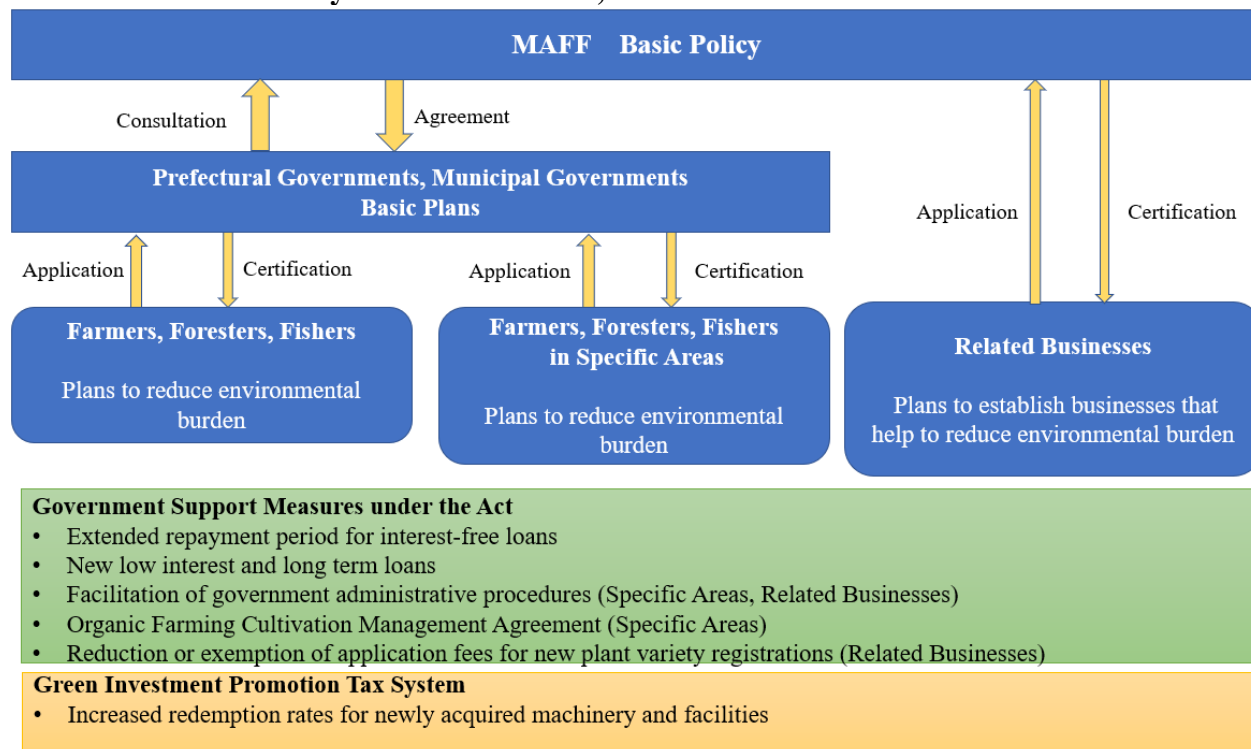 MAFF Basic Policy
Consultation
Agreement
Prefectural Governments, Municipal Governments
Basic Plans
Application
Certification
Application
Certification
Application
Certification
Farmers, Foresters, Fishers
Plans to reduce environmental
burden
Farmers, Foresters, Fishers
in Specific Areas
Plans to reduce environmental
burden
Related Businesses
Plans to establish businesses that
help to reduce environmental burden
Government Support Measures under the Act
• Extended repayment period for interest-free loans
• New low interest and long term loans
• Facilitation of government administrative procedures (Specific Areas, Related Businesses)
• Organic Farming Cultivation Management Agreement (Specific Areas)
• Reduction or exemption of application fees for new plant variety registrations (Related Businesses)
Green Investment Promotion Tax System
• Increased redemption rates for newly acquired machinery and facilities